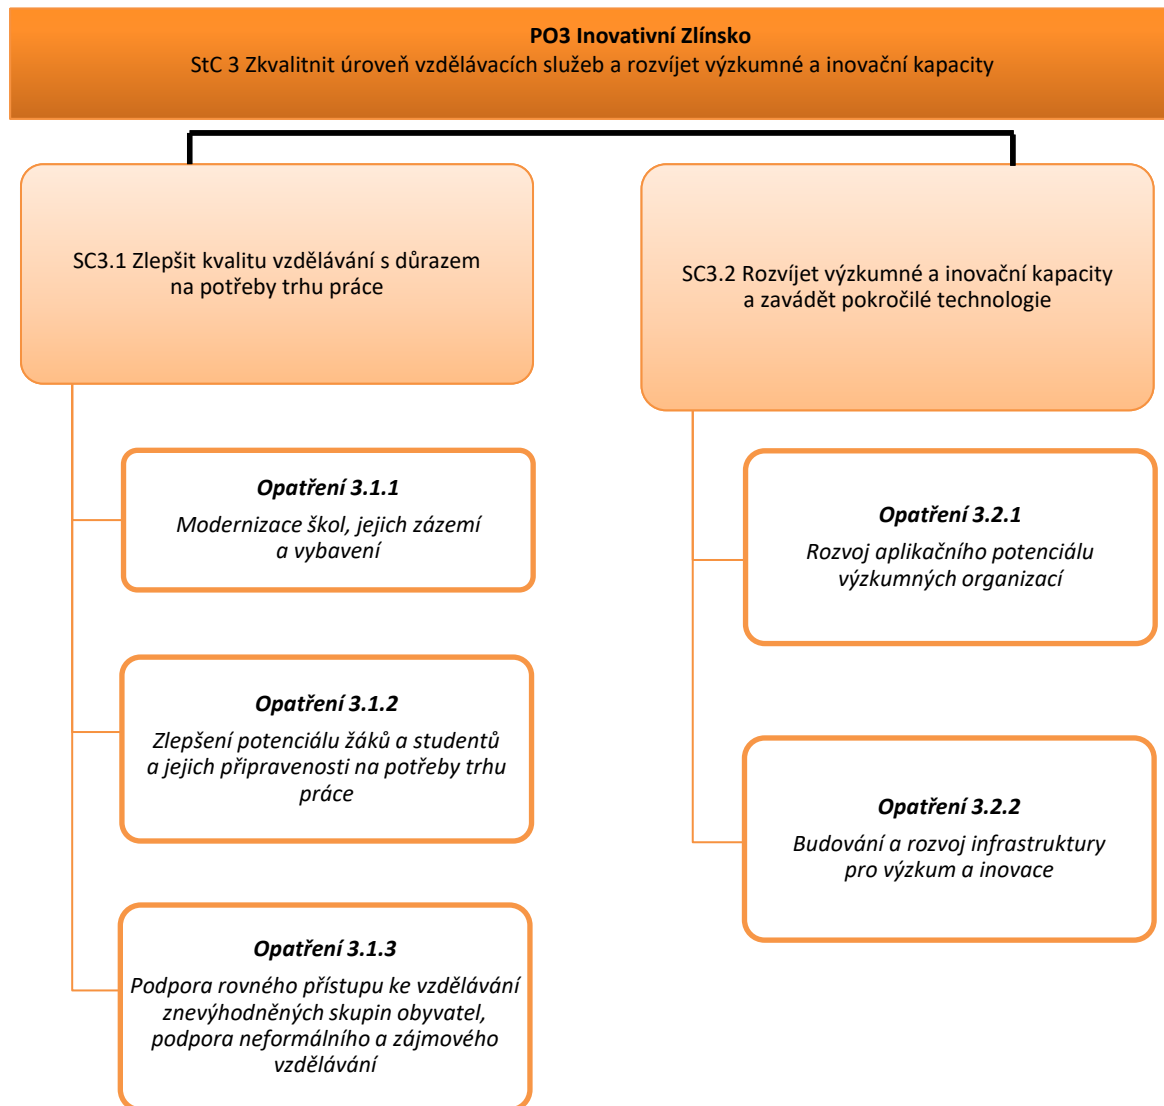 PO3 Inovativní Zlínsko
StC 3 Zkvalitnit úroveň vzdělávacích služeb a rozvíjet výzkumné a inovační kapacity
SC3.1 Zlepšit kvalitu vzdělávání s důrazem
na potřeby trhu práce
Opatření 3.1.1
Modernizace škol, jejich zázemí
a vybavení
Opatření 3.1.2
Zlepšení potenciálu žáků a studentů
a jejich připravenosti na potřeby trhu
práce
Opatření 3.1.3
Podpora rovného přístupu ke vzdělávání
znevýhodněných skupin obyvatel,
podpora neformálního a zájmového
vzdělávání
SC3.2 Rozvíjet výzkumné a inovační kapacity
a zavádět pokročilé technologie
Opatření 3.2.1
Rozvoj aplikačního potenciálu
výzkumných organizací
Opatření 3.2.2
Budování a rozvoj infrastruktury
pro výzkum a inovace